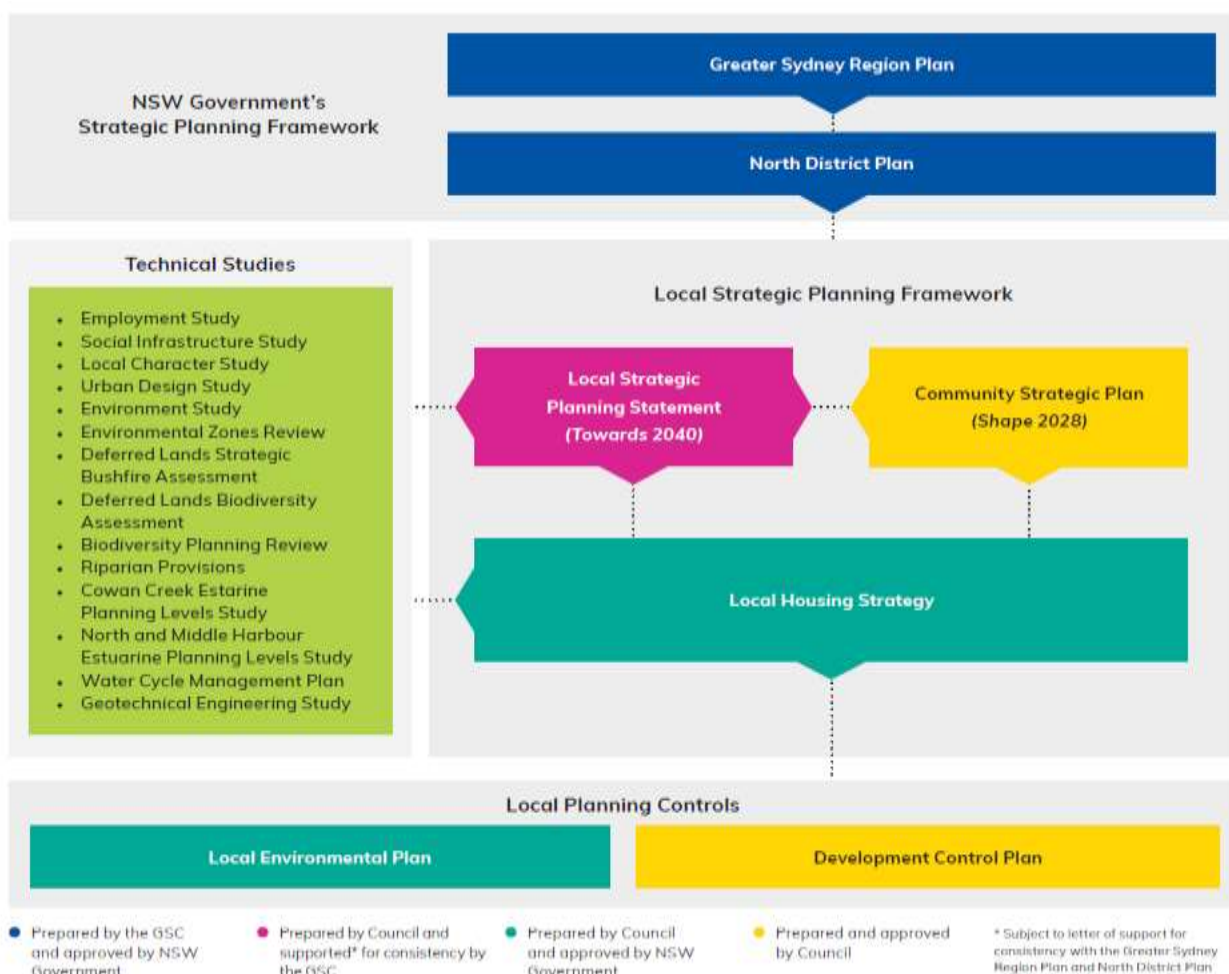 Greater Sydney Region Plan
NSW Government's
Strategic Planning Framework
North District Plan
Technical Studies
• Employment Study
• Social Infrastructure Study
• Local Character Study
• Urban Design Study
• Environment Study
• Environmental Zones Review
• Deferred Lands Strategic
Bushfire Assessment
• Deferred Lands Biodiversity
Assessment
• Biodiversity Planning Review
• Riparian Provisions
• Cowan Creek Estarine
Planning Levels Study
• North and Middle Harbour
Estuarine Planning Levels Study
• Water Cycle Management Plan
• Geotechnical Engineering Study
Local Strategic Planning Framework
Local Strategic
Planning Statement
(Towards 2040)
Community Strategic Plan
(Shape 2028)
Local Housing Strategy
Local Planning Controls
Local Environmental Plan
Development Control Plan
Prepared by the GSC
and approved by NSW
Government
Prepared by Council and
supported* for consistency by
the GSC
Prepared by Council
and approved by NSW
Government
Prepared and approved
by Council
* Subject to letter of support for
consistency with the Greater Sydney
Region Plan and North District Plan